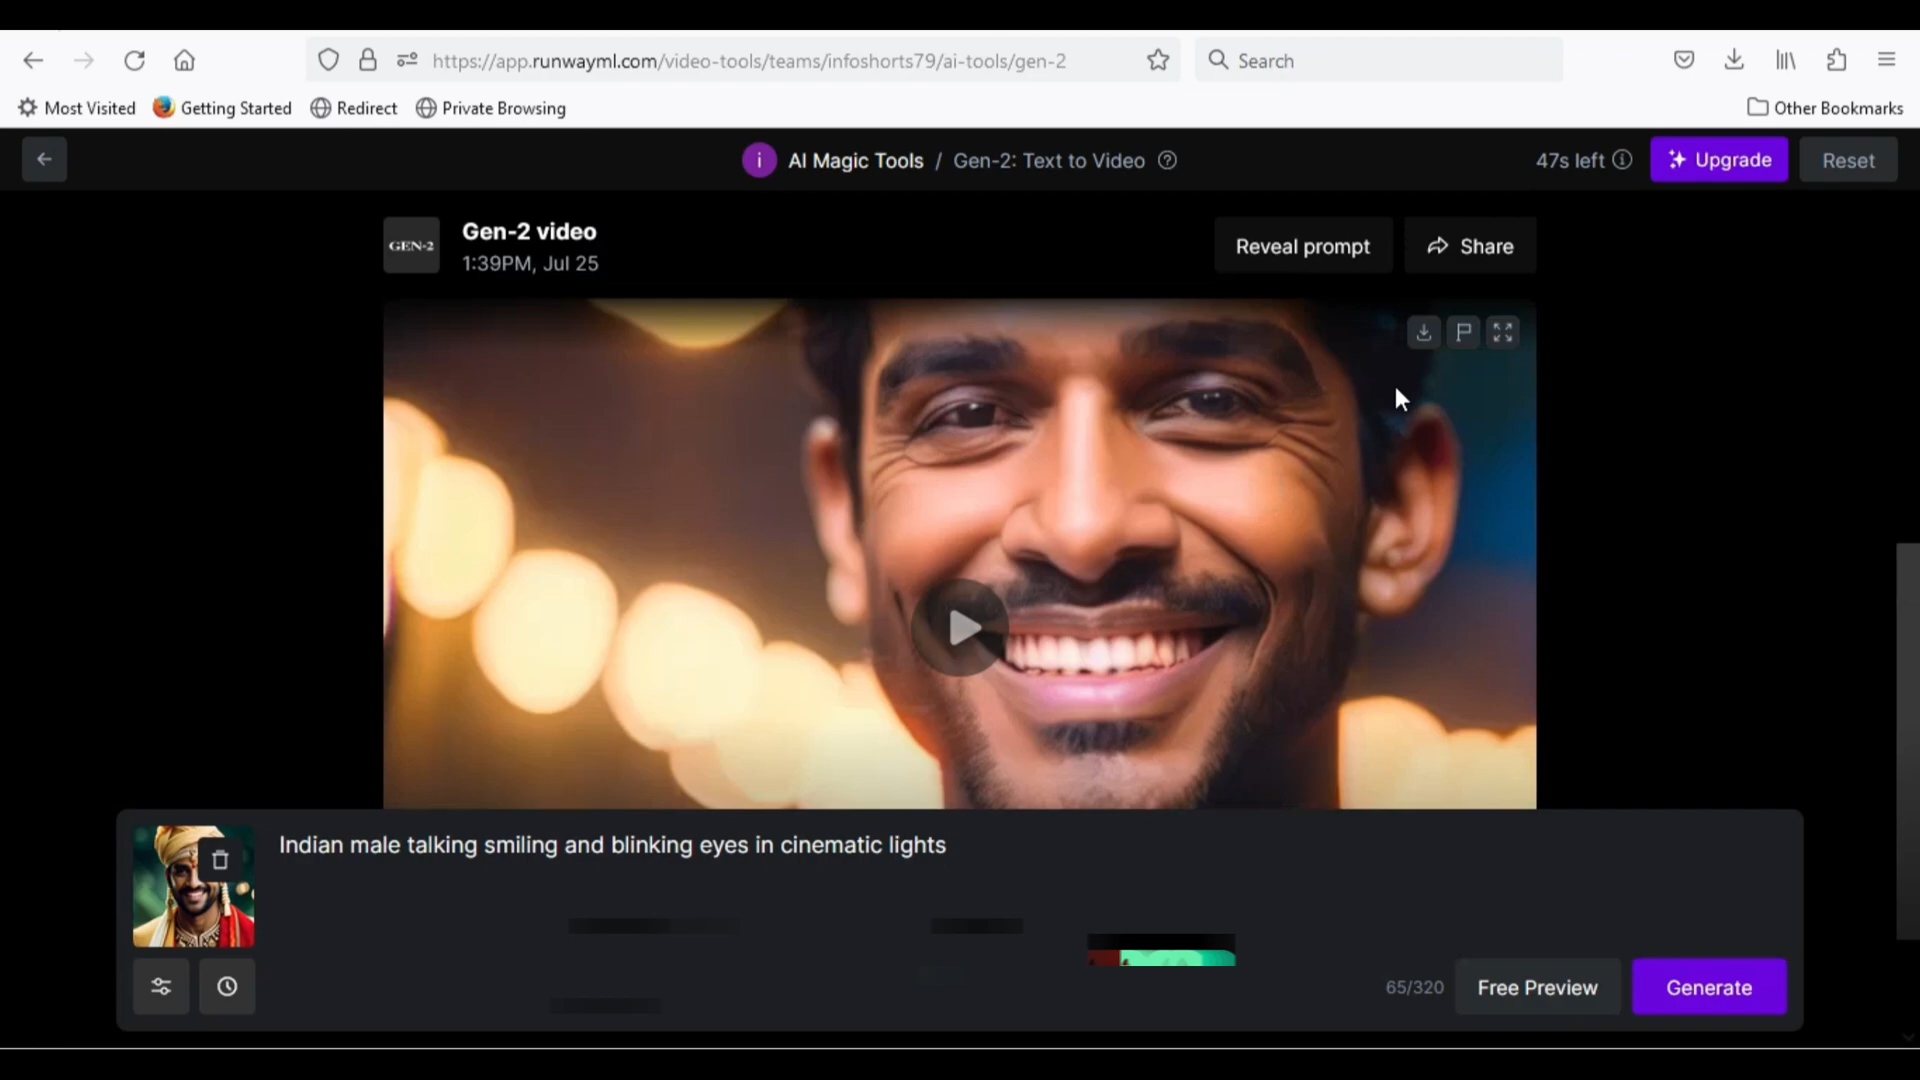 https://app.runwayml.com/video-tools/teams/infoshorts79/ai-tools/gen-2
Search
Most Visited
Getting Started
Redirect
Private Browsing
Other Bookmarks
i
AI Magic Tools / Gen-2: Text to Video
47s left
Upgrade
Reset
GEN-2
Gen-2 video
1:39PM, Jul 25
Reveal prompt
Share
Indian male talking smiling and blinking eyes in cinematic lights
65/320
Free Preview
Generate